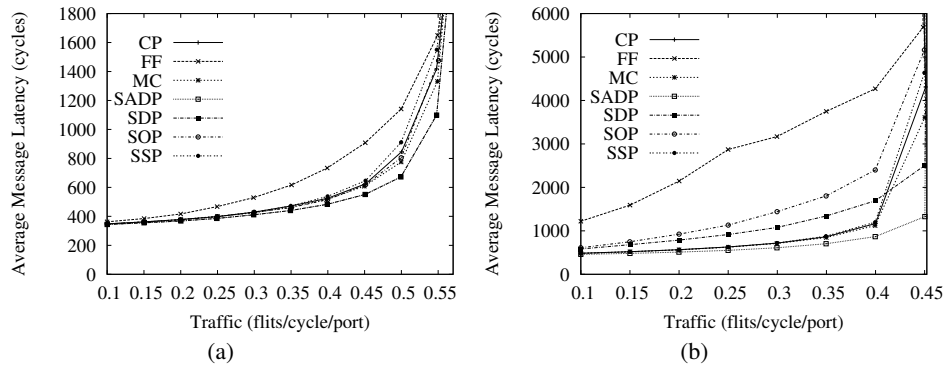 Average Message Latency (cycles)
1800
1600
1400
1200
1000
800
600
400
200
0
CP
FF
MC
SADP
SDP
SOP
SSP
0.1 0.15 0.2 0.25 0.3 0.35 0.4 0.45 0.5 0.55
Traffic (flits/cycle/port)
(a)
Average Message Latency (cycles)
6000
5000
4000
3000
2000
1000
0
CP
FF
MC
SADP
SDP
SOP
SSP
0.1 0.15 0.2 0.25 0.3 0.35 0.4 0.45
Traffic (flits/cycle/port)
(b)